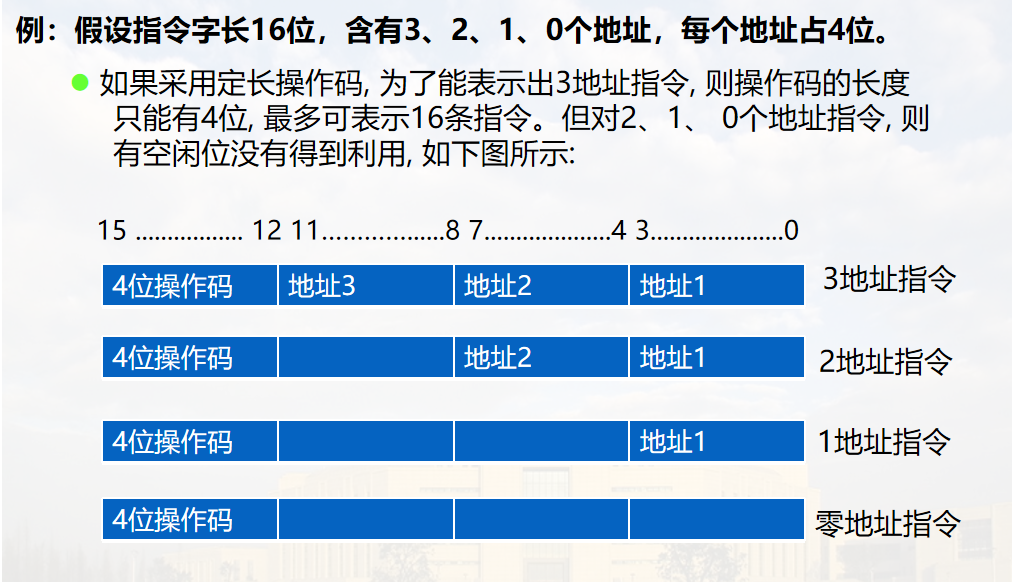 例：假设指令字长16位，含有3、2、1、0个地址，每个地址占4位。
如果采用定长操作码, 为了能表示出3地址指令, 则操作码的长度
只能有4位, 最多可表示16条指令。但对2、1、 0个地址指令, 则
有空闲位没有得到利用, 如下图所示:
15 ................. 12 11...................8 7....................4 3.....................0
4位操作码 地址3 地址2 地址1 3地址指令
4位操作码 地址2 地址1 2地址指令
4位操作码 地址1 1地址指令
4位操作码 零地址指令